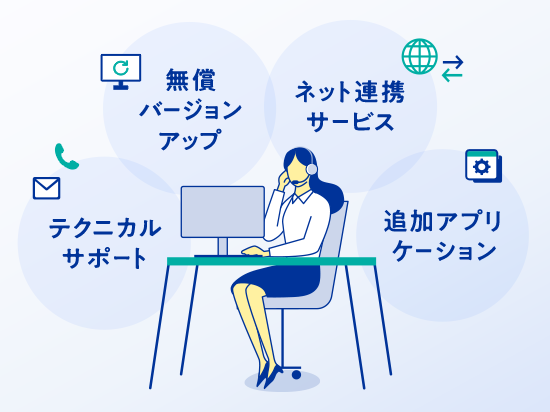 無償
バージョン
アップ
ネット連携
サービス
テクニカル
サポート
追加アプリ
ケーション